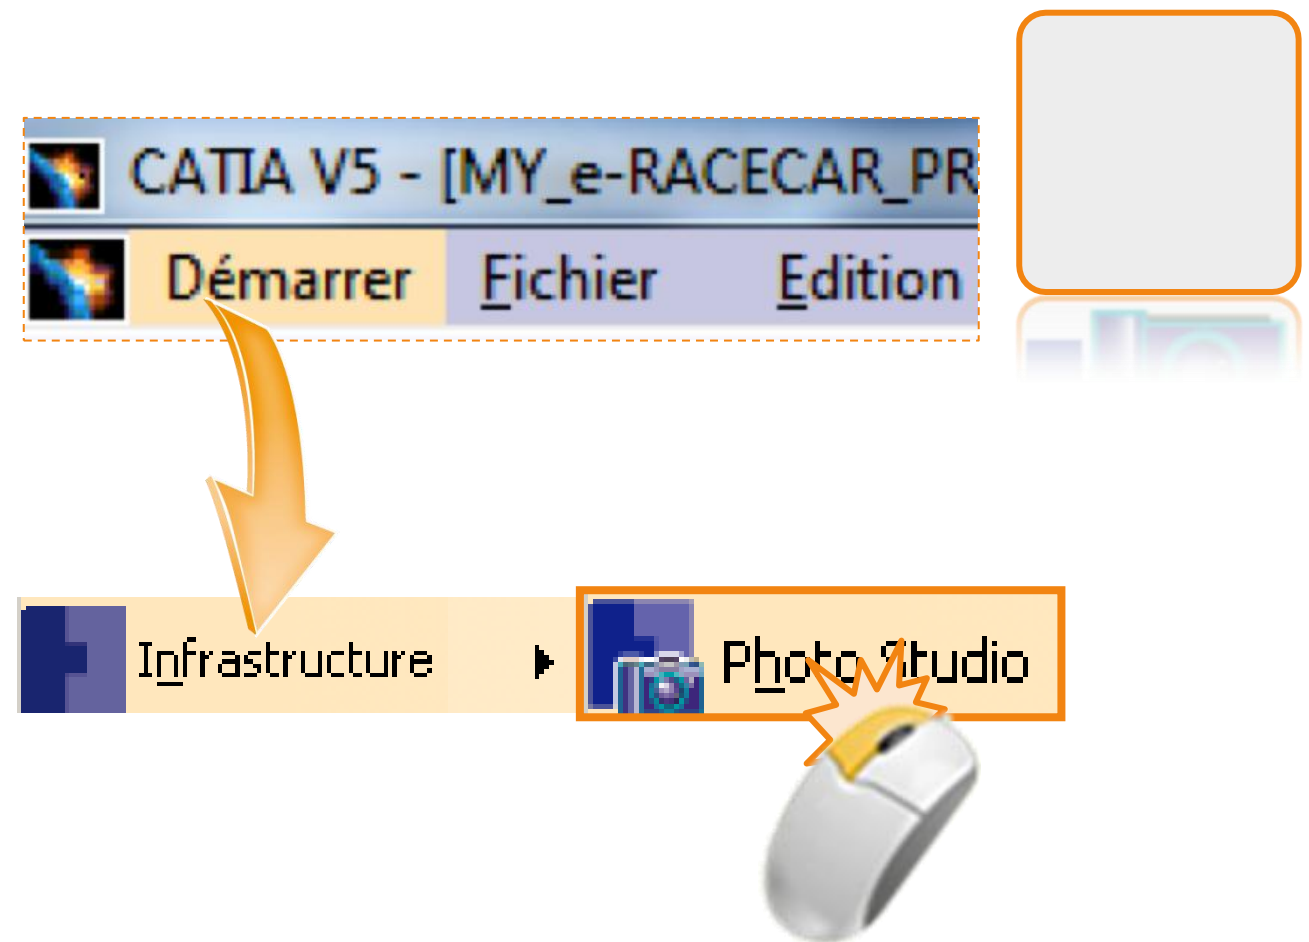 CATIA V5 - [MY_e-RACECAR_PR
Démarrer Fichier Edition
Infrastructure Photo Studio